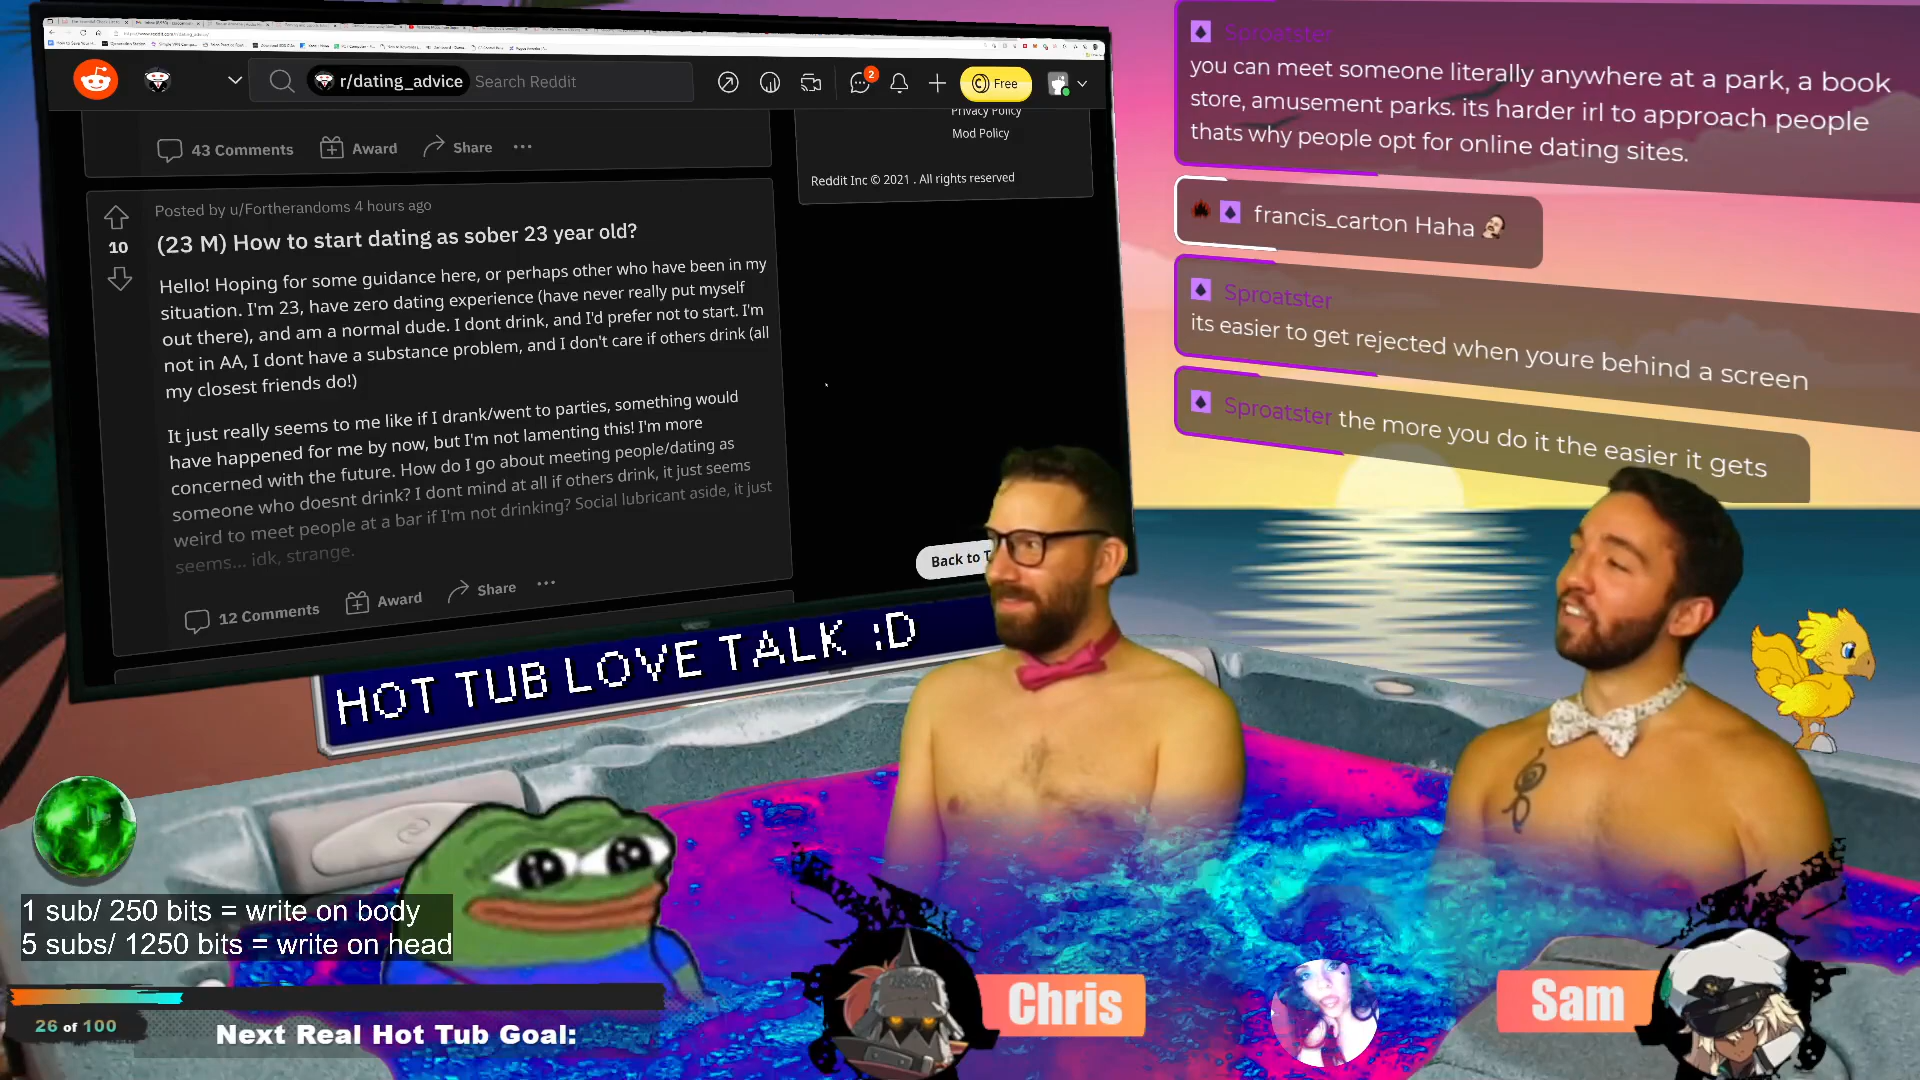 r/dating_advice Search Reddit
2
Free
43 Comments
Award
Share
Privacy Policy
Mod Policy
Reddit Inc © 2021 . All rights reserved
Posted by u/Fortherandoms 4 hours ago
10
(23 M) How to start dating as sober 23 year old?
Hello! Hoping for some guidance here, or perhaps other who have been in my
situation. I'm 23, have zero dating experience (have never really put myself
out there), and am a normal dude. I dont drink, and I'd prefer not to start. I'm
not in AA, I dont have a substance problem, and I don't care if others drink (all
my closest friends do!)
It just really seems to me like if I drank/went to parties, something would
have happened for me by now, but I'm not lamenting this! I'm more
concerned with the future. How do I go about meeting people/dating as
someone who doesnt drink? I dont mind at all if others drink, it just seems
weird to meet people at a bar if I'm not drinking? Social lubricant aside, it just
seems... idk, strange.
12 Comments
Award
Share
Back to T
Sproatster
you can meet someone literally anywhere at a park, a book
store, amusement parks. its harder irl to approach people
thats why people opt for online dating sites.
francis_carton Haha
Sproatster
its easier to get rejected when youre behind a screen
Sproatster the more you do it the easier it gets
HOT TUB LOVE TALK :D
1 sub/ 250 bits = write on body
5 subs/ 1250 bits = write on head
26 of 100
Next Real Hot Tub Goal:
Chris
Sam